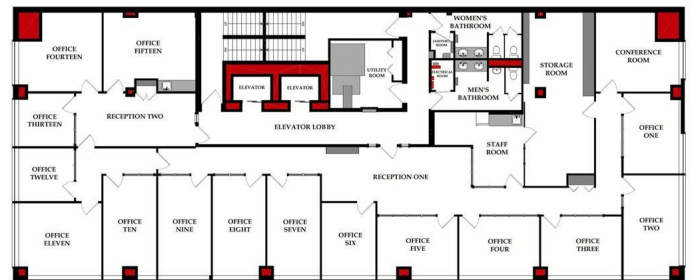 WOMEN'S
BATHROOM
OFFICE
FOURTEEN
OFFICE
FIFTEEN
JANITOR
ROOM
CONFERENCE
ROOM
UTILITY
ROOM
STORAGE
ROOM
ELECTRICAL
ROOM
ELEVATOR
ELEVATOR
MEN'S
BATHROOM
OFFICE
THIRTEEN
RECEPTION TWO
ELEVATOR LOBBY
OFFICE
ONE
STAFF
ROOM
OFFICE
TWELVE
RECEPTION ONE
OFFICE
ELEVEN
OFFICE
TEN
OFFICE
NINE
OFFICE
EIGHT
OFFICE
SEVEN
OFFICE
SIX
OFFICE
FIVE
OFFICE
FOUR
OFFICE
THREE
OFFICE
TWO